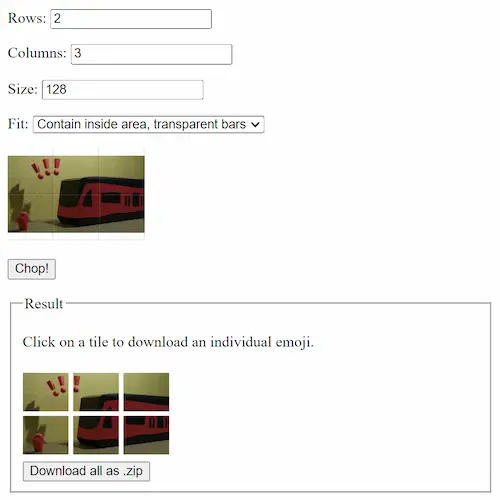 Rows: 2
Columns: 3
Size: 128
Fit: Contain inside area, transparent bars
!!!
Chop!
Result
Click on a tile to download an individual emoji.
Download all as .zip